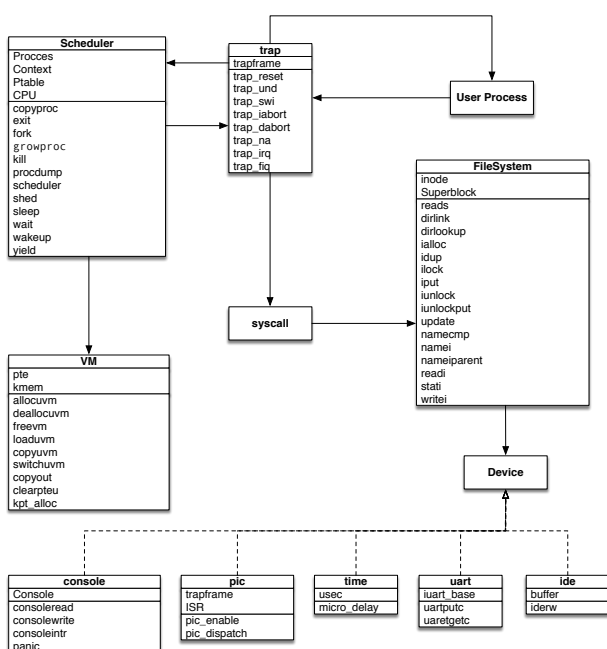 Scheduler
Procces
Context
Ptable
CPU
copyproc
exit
fork
growproc
kill
procdump
scheduler
shed
sleep
wait
wakeup
yield
trap
trapframe
trap_reset
trap_und
trap_swi
trap_iabort
trap_dabort
trap_na
trap_irq
trap_fiq
User Process
FileSystem
inode
Superblock
reads
dirlink
dirlookup
ialloc
idup
ilock
iput
iunlock
iunlockput
update
namecmp
namei
nameiparent
readi
stati
writei
syscall
VM
pte
kmem
allocuvm
deallocuvm
freevm
loaduvm
copyuvm
switchuvm
copyout
clearpteu
kpt_alloc
Device
console
Console
consoleread
consolewrite
consoleintr
panic
pic
trapframe
ISR
pic_enable
pic_dispatch
time
usec
micro_delay
uart
iuart_base
uartputc
uaretgetc
ide
buffer
iderw